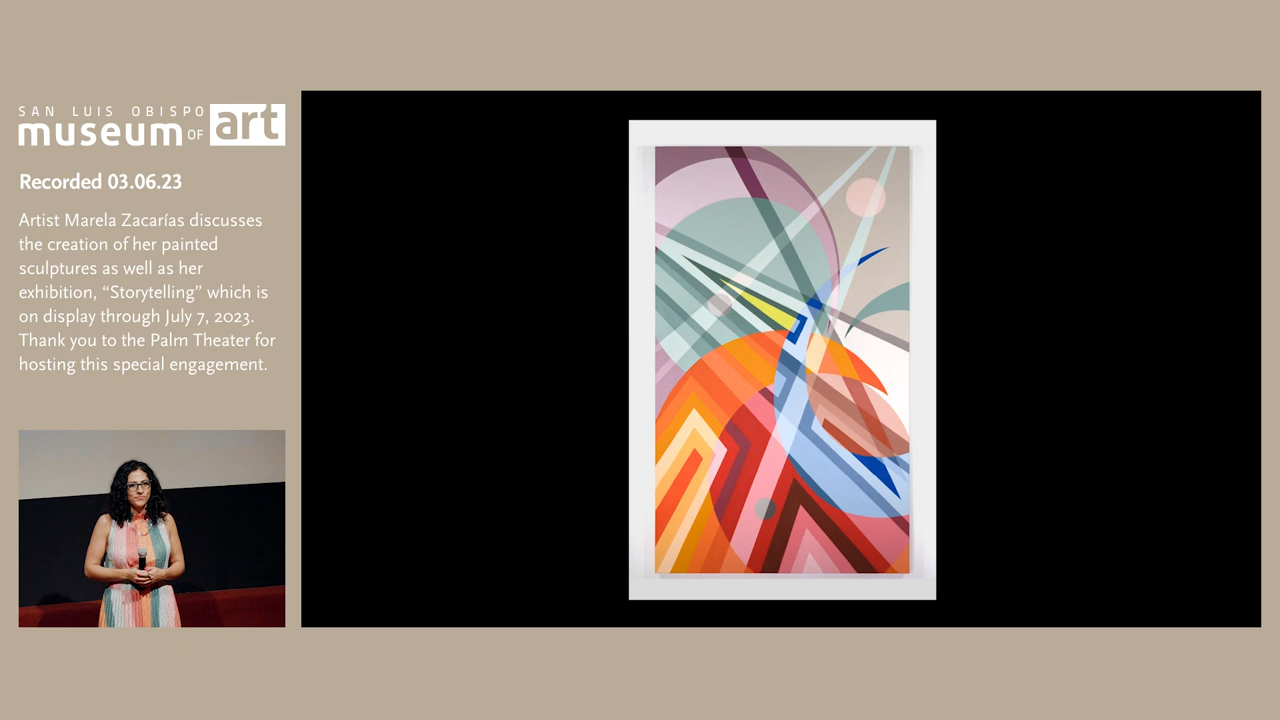 SAN LUIS OBISPO
museum OF art
Recorded 03.06.23
Artist Marela Zacarías discusses
the creation of her painted
sculptures as well as her
exhibition, “Storytelling” which is
on display through July 7, 2023.
Thank you to the Palm Theater for
hosting this special engagement.